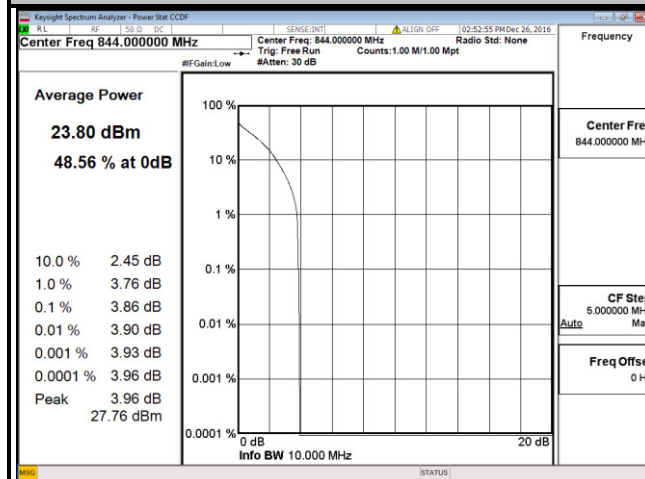 Keysight Spectrum Analyzer - Power Stat CCDF
RL RF 50 Ω DC SENSE:INT ALIGN OFF 02:52:55 PM Dec 26, 2016
Center Freq 844.000000 MHz
Center Freq: 844.000000 MHz Radio Std: None
Trig: Free Run Counts:1.00 M/1.00 Mpt
#IFGain:Low #Atten: 30 dB
Frequency
Average Power
23.80 dBm
48.56 % at 0dB
10.0 % 2.45 dB
1.0 % 3.76 dB
0.1 % 3.86 dB
0.01 % 3.90 dB
0.001 % 3.93 dB
0.0001 % 3.96 dB
Peak 3.96 dB
27.76 dBm
100 %
10 %
1 %
0.1 %
0.01 %
0.001 %
0.0001 %
0 dB 20 dB
Info BW 10.000 MHz
Center Fre
844.000000 MH
CF Ste
5.000000 MH
Auto Ma
Freq Offse
0 H
MSG STATUS